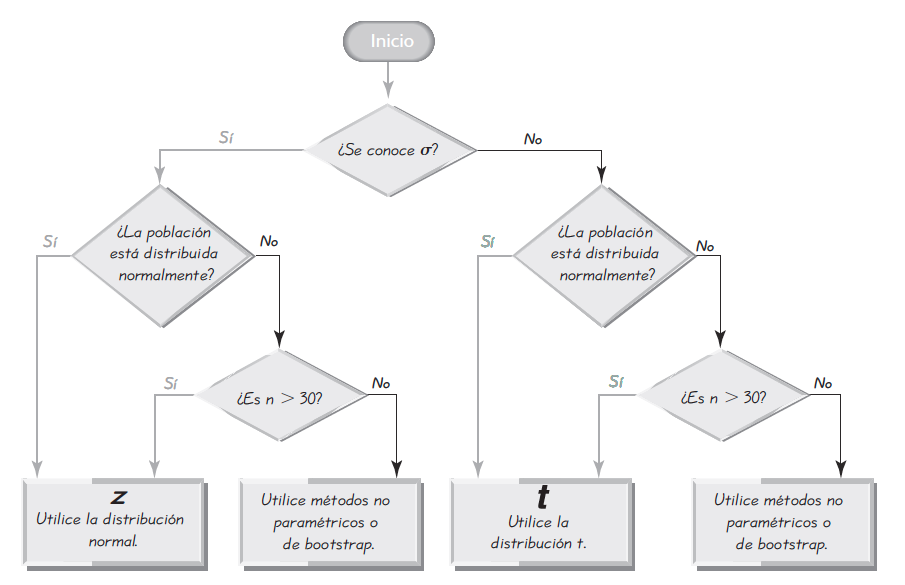 Inicio
¿Se conoce σ?
Sí
No
¿La población
está distribuida
normalmente?
Sí
No
¿La población
está distribuida
normalmente?
Sí
No
¿Es n > 30?
Sí
No
¿Es n > 30?
Sí
No
z
Utilice la distribución
normal.
Utilice métodos no
paramétricos o
de bootstrap.
t
Utilice la
distribución t.
Utilice métodos no
paramétricos o
de bootstrap.